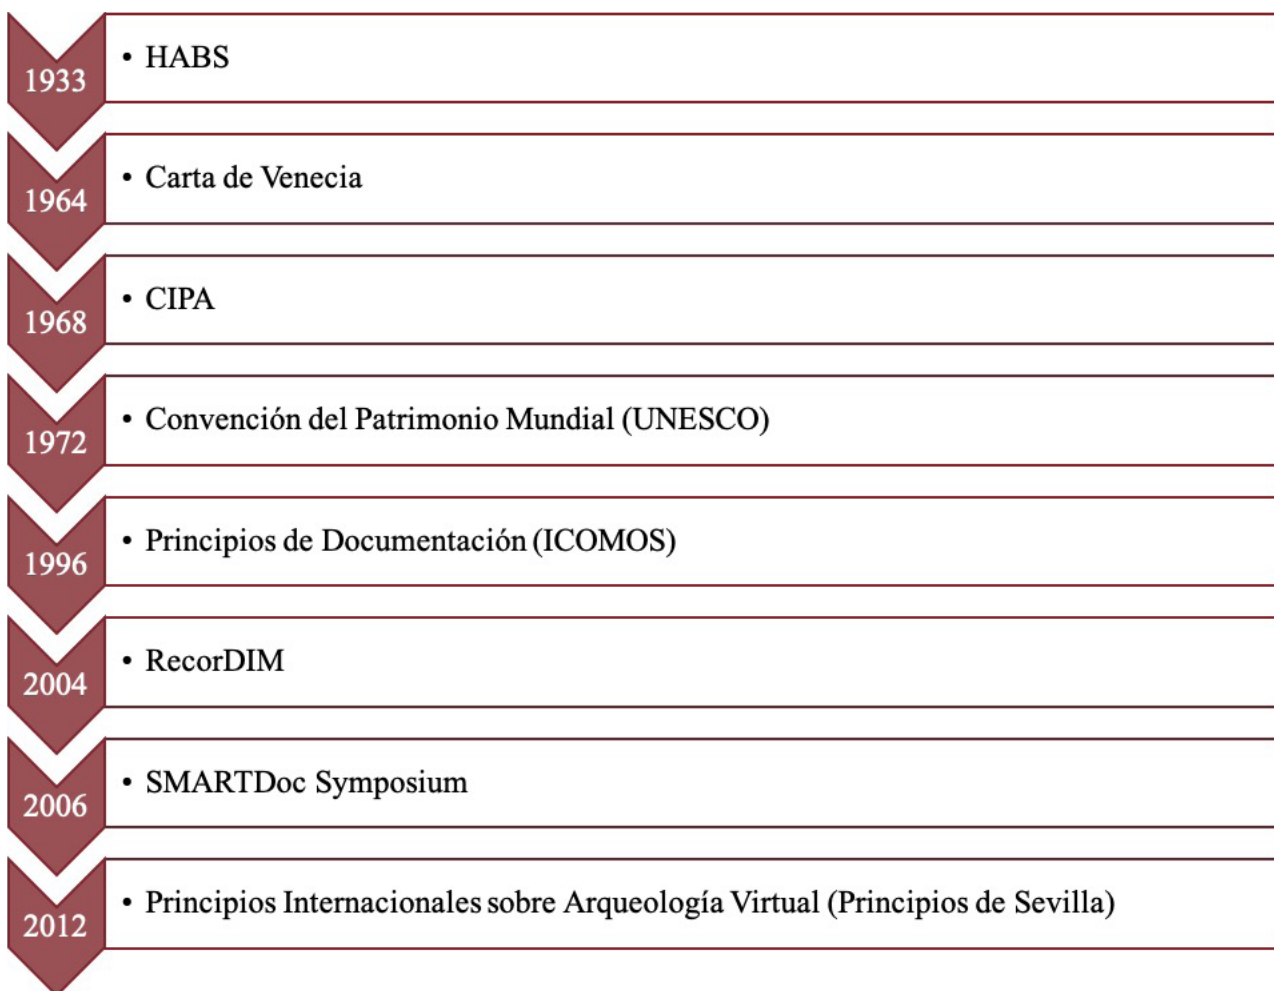 1933
• HABS
1964
• Carta de Venecia
1968
• CIPA
1972
• Convención del Patrimonio Mundial (UNESCO)
1996
• Principios de Documentación (ICOMOS)
2004
• RecorDIM
2006
• SMARTDoc Symposium
2012
• Principios Internacionales sobre Arqueología Virtual (Principios de Sevilla)